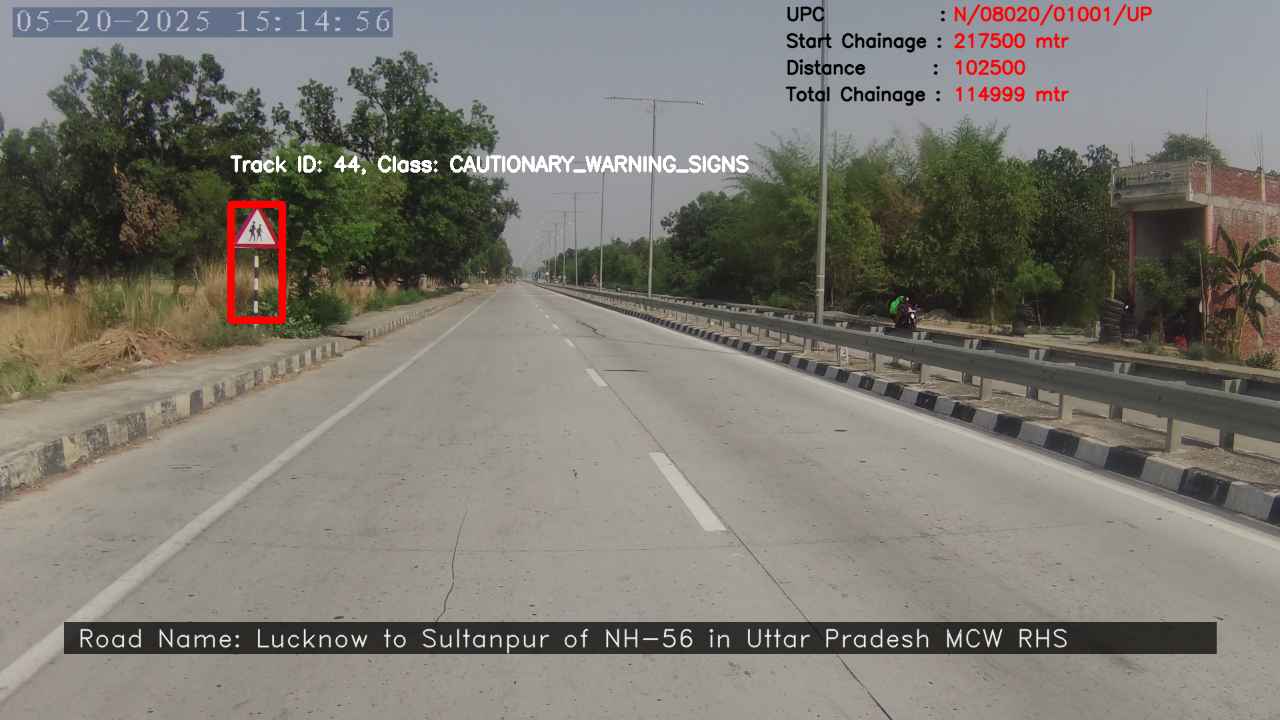 05-20-2025 15:14:56
UPC : N/08020/01001/UP
Start Chainage : 217500 mtr
Distance : 102500
Total Chainage : 114999 mtr
Track ID: 44, Class: CAUTIONARY_WARNING_SIGNS
Road Name: Lucknow to Sultanpur of NH-56 in Uttar Pradesh MCW RHS